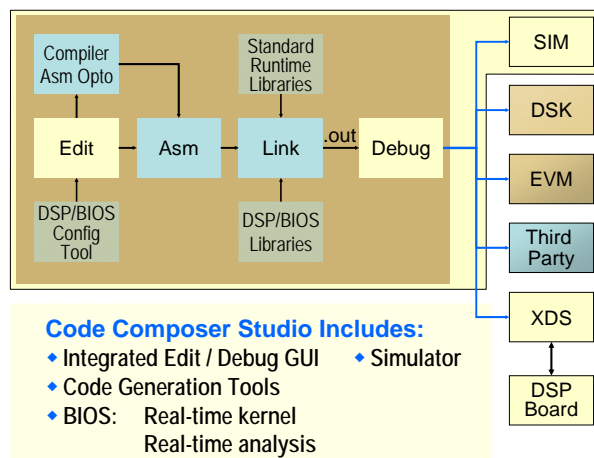 Compiler
Asm Opto
Standard
Runtime
Libraries
SIM
DSK
Edit
Asm
Link
.out
Debug
EVM
DSP/BIOS
Config
Tool
DSP/BIOS
Libraries
Third
Party
XDS
DSP
Board
Code Composer Studio Includes:
◆ Integrated Edit / Debug GUI ◆ Simulator
◆ Code Generation Tools
◆ BIOS: Real-time kernel
Real-time analysis